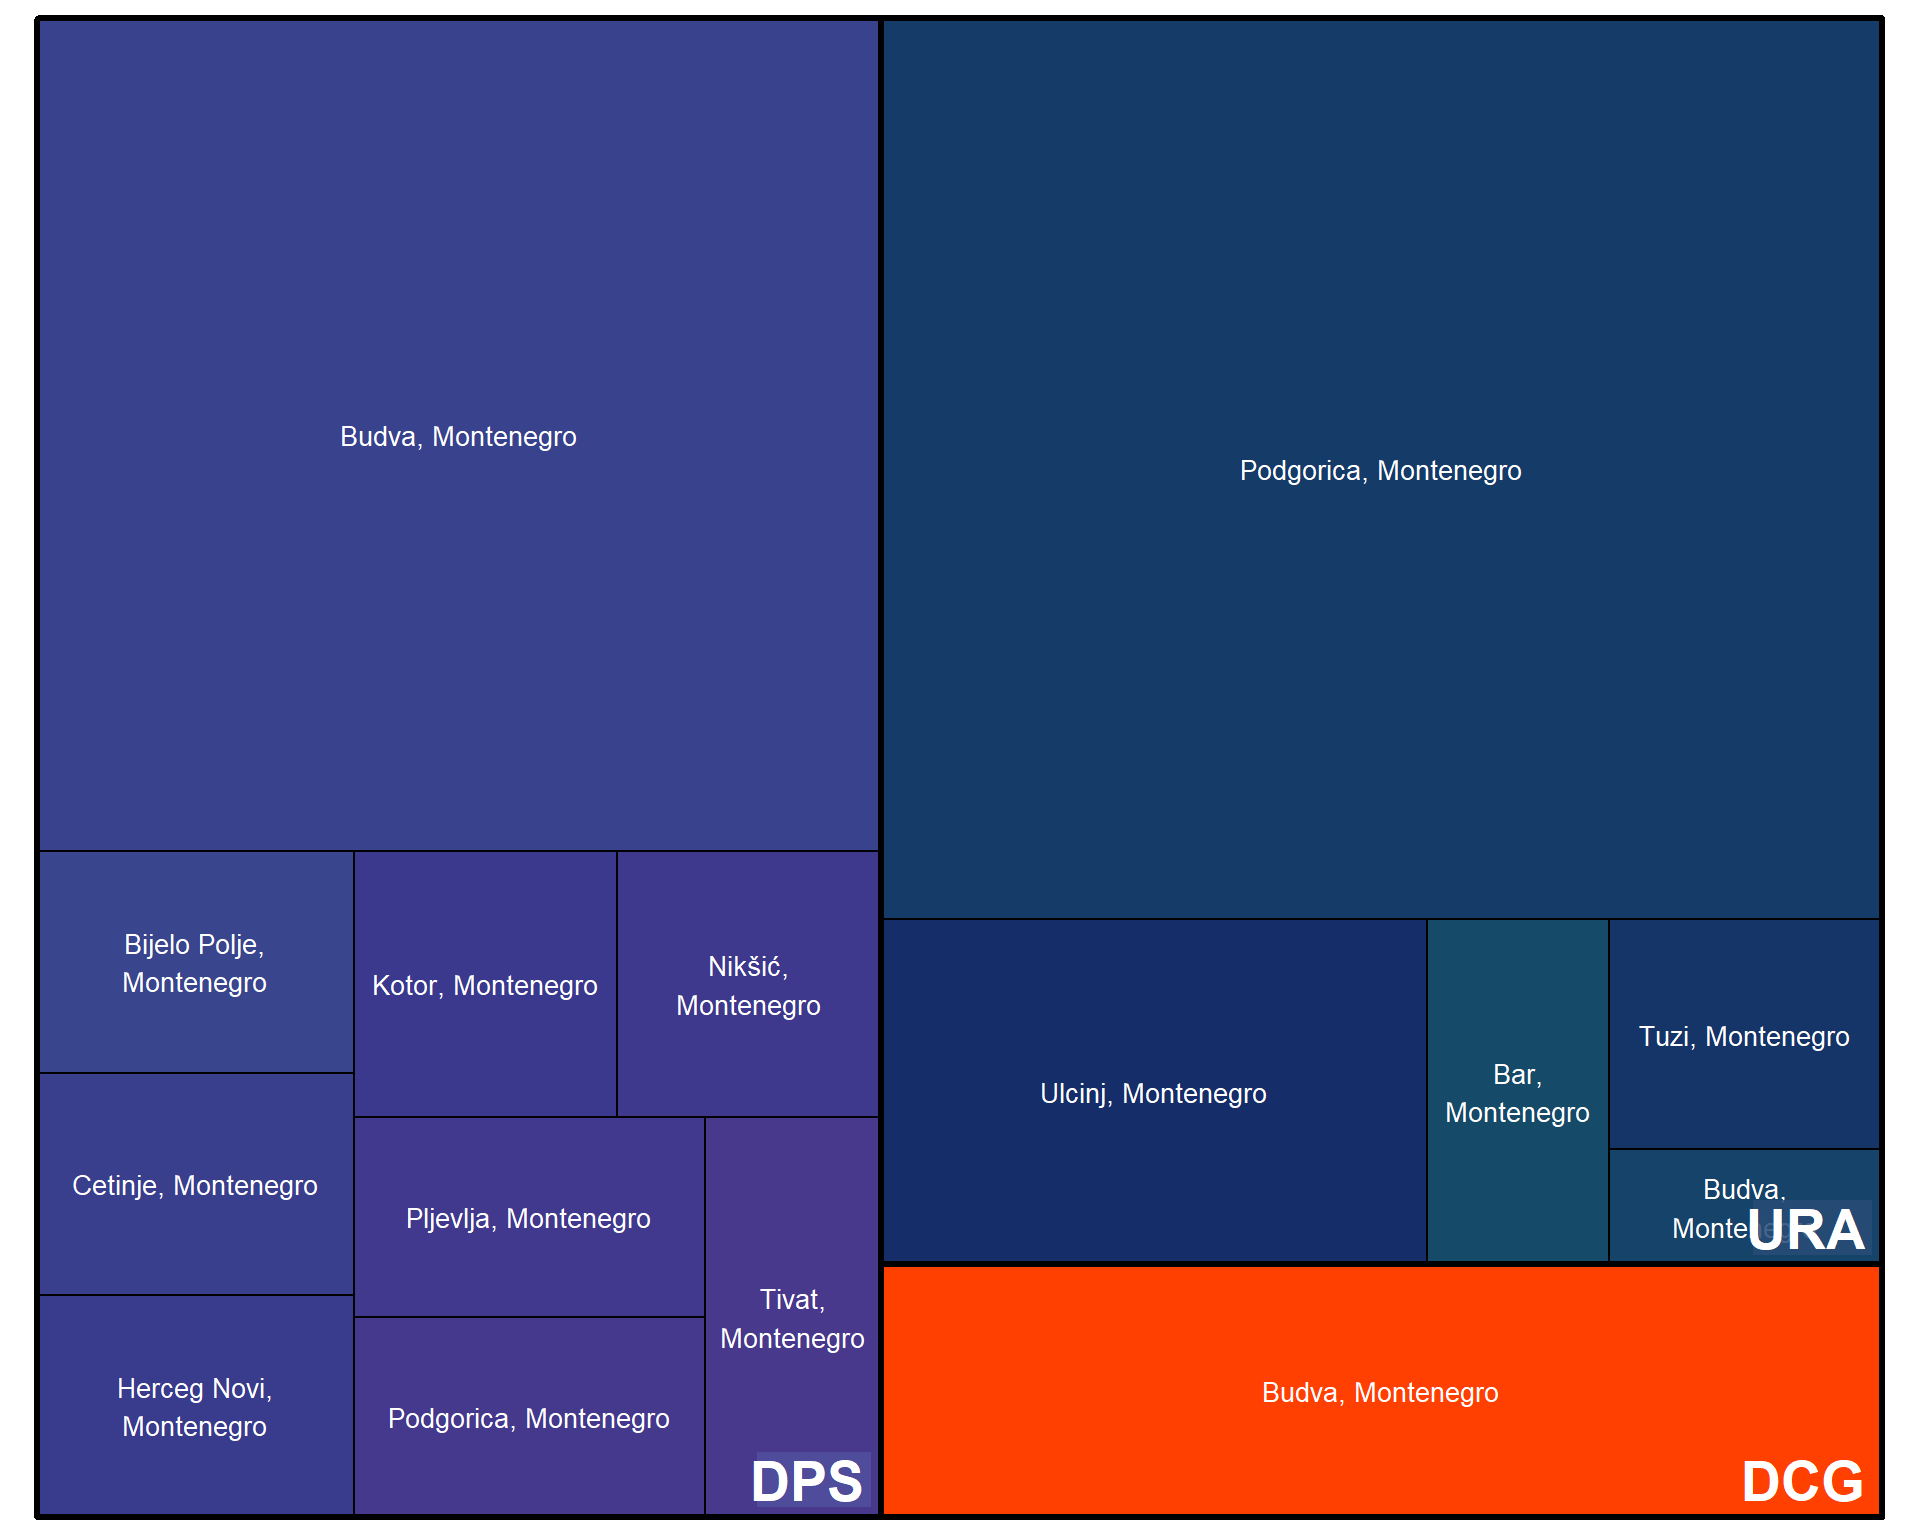 Budva, Montenegro
Bijelo Polje,
Montenegro
Kotor, Montenegro
Nikšić,
Montenegro
Cetinje, Montenegro
Pljevlja, Montenegro
Tivat,
Montenegro
Herceg Novi,
Montenegro
Podgorica, Montenegro
DPS
Podgorica, Montenegro
Ulcinj, Montenegro
Bar,
Montenegro
Tuzi, Montenegro
Budva,
Montenegro
URA
Budva, Montenegro
DCG